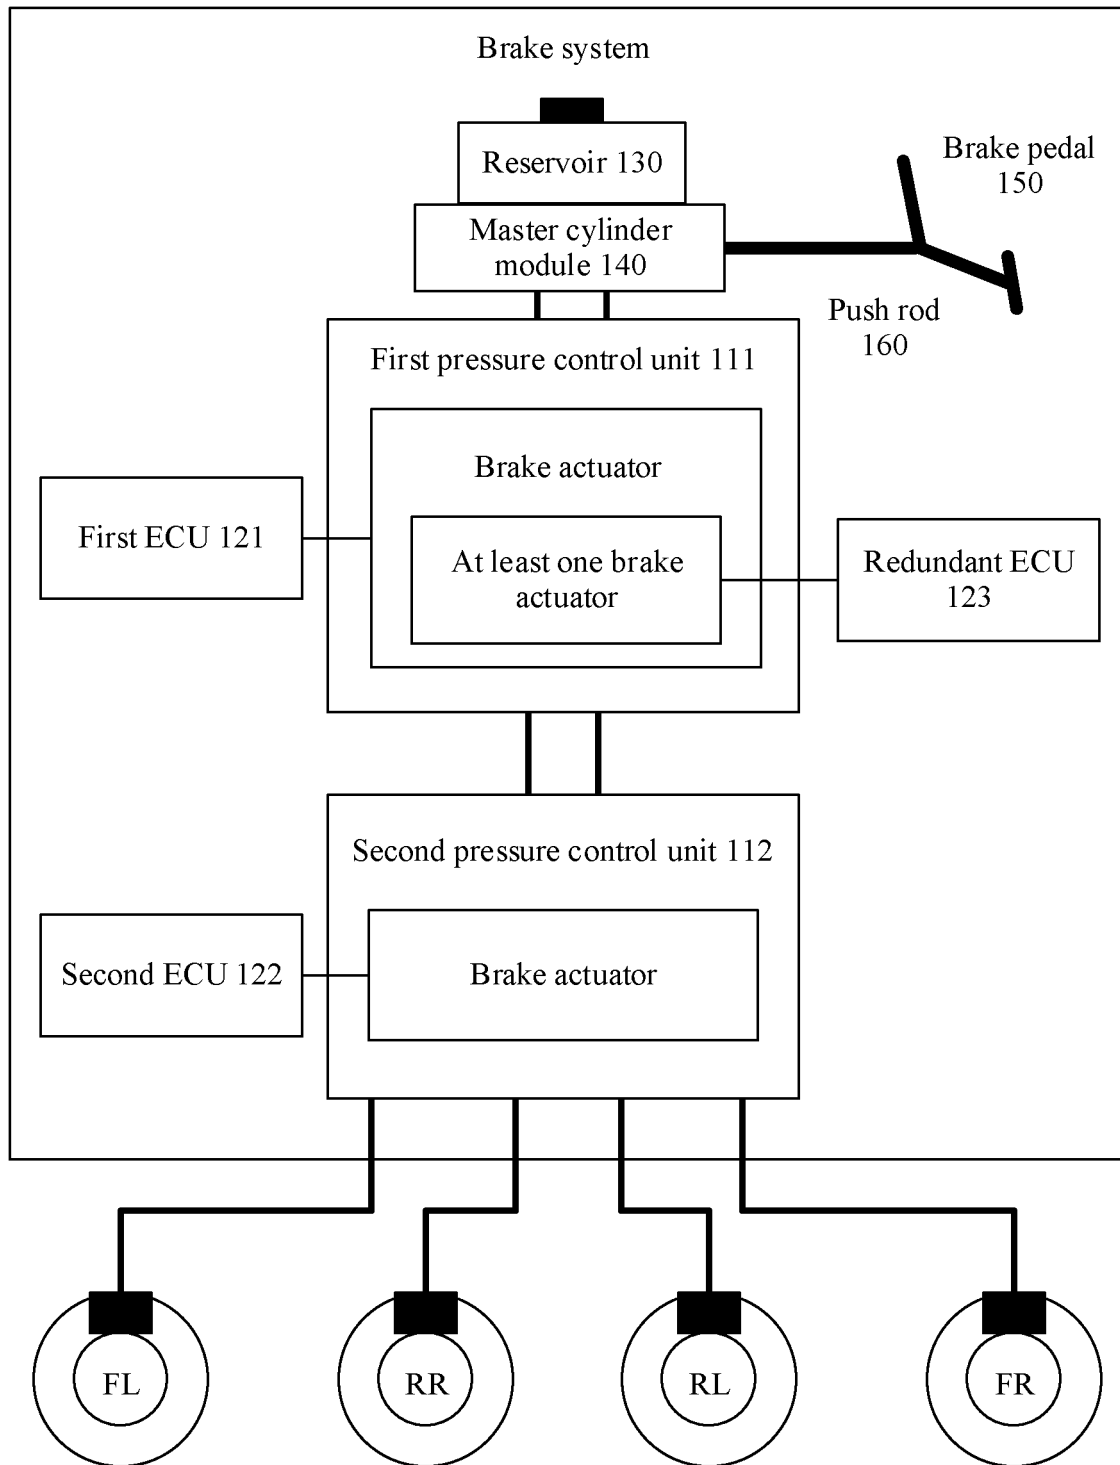 Brake system
Reservoir 130
Brake pedal
150
Master cylinder
module 140
Push rod
160
First pressure control unit 111
Brake actuator
First ECU 121
At least one brake
actuator
Redundant ECU
123
Second pressure control unit 112
Second ECU 122
Brake actuator
FL
RR
RL
FR